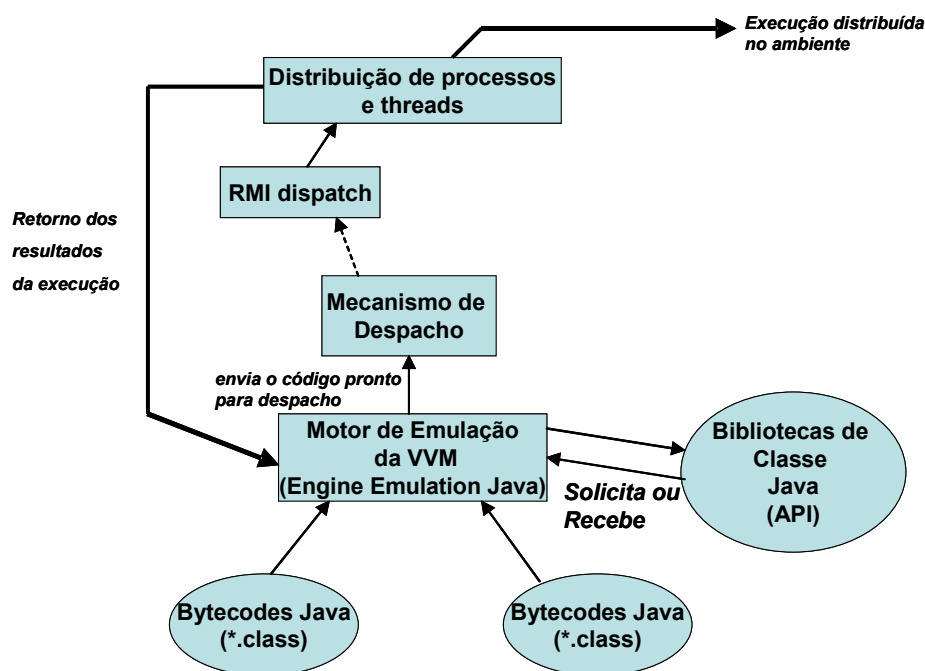 Execução distribuída
no ambiente
Distribuição de processos
e threads
RMI dispatch
Retorno dos
resultados
da execução
Mecanismo de
Despacho
envia o código pronto
para despacho
Motor de Emulação
da VVM
(Engine Emulation Java)
Bibliotecas de
Classe
Java
(API)
Solicita ou
Recebe
Bytecodes Java
(*.class)
Bytecodes Java
(*.class)